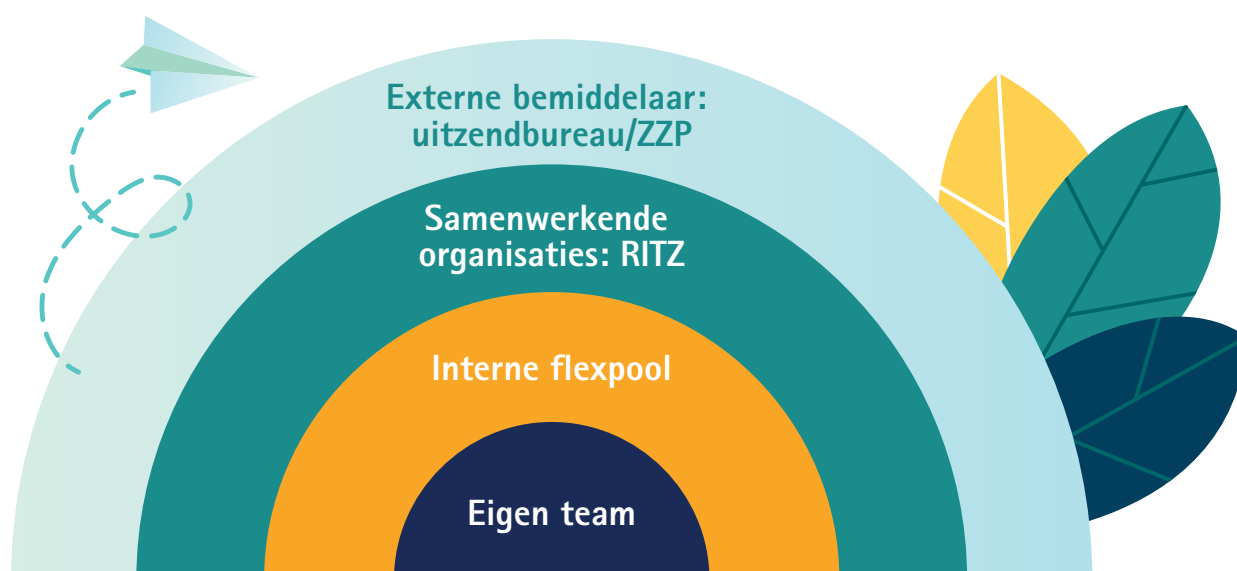 Externe bemiddelaar:
uitzendbureau/ZZP
Samenwerkende
organisaties: RITZ
Interne flexpool
Eigen team